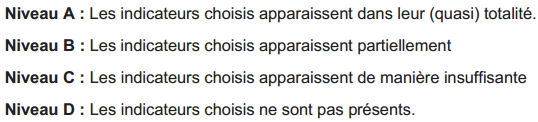 Niveau A : Les indicateurs choisis apparaissent dans leur (quasi) totalité.
Niveau B : Les indicateurs choisis apparaissent partiellement
Niveau C : Les indicateurs choisis apparaissent de manière insuffisante
Niveau D : Les indicateurs choisis ne sont pas présents.